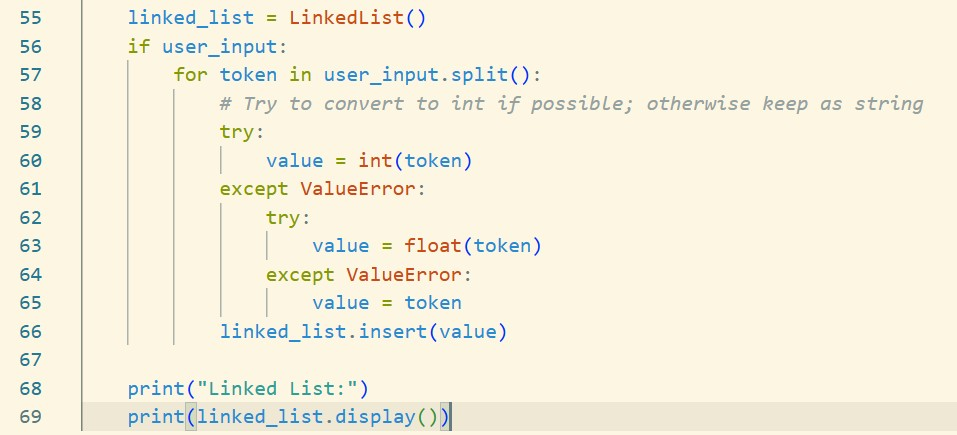 55 linked_list = LinkedList()
56 if user_input:
57 for token in user_input.split():
58 # Try to convert to int if possible; otherwise keep as string
59 try:
60 value = int(token)
61 except ValueError:
62 try:
63 value = float(token)
64 except ValueError:
65 value = token
66 linked_list.insert(value)
67
68 print("Linked List:")
69 print(linked_list.display())